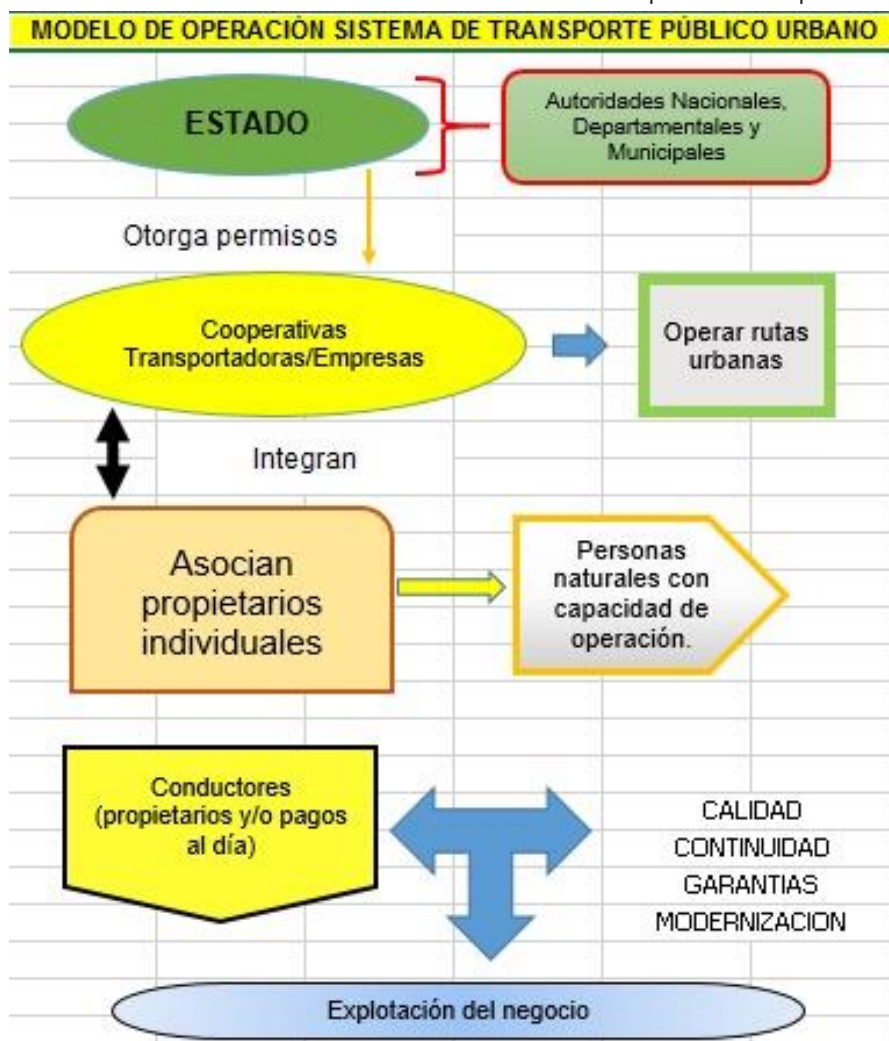 MODELO DE OPERACIÓN SISTEMA DE TRANSPORTE PÚBLICO URBANO
ESTADO
Autoridades Nacionales,
Departamentales y
Municipales
Otorga permisos
Cooperativas
Transportadoras/Empresas
Operar rutas
urbanas
Integran
Asocian
propietarios
individuales
Personas
naturales con
capacidad de
operación.
Conductores
(propietarios y/o pagos
al día)
CALIDAD
CONTINUIDAD
GARANTIAS
MODERNIZACION
Explotación del negocio